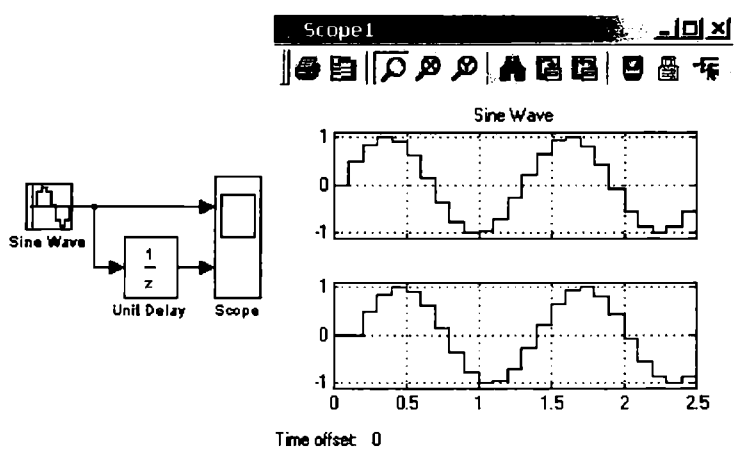 Scope1
Sine Wave
1
0
-1
Sine Wave
1
z
Unit Delay
Scope
1
0
-1
0 0.5 1 1.5 2 2.5
Time offset: 0